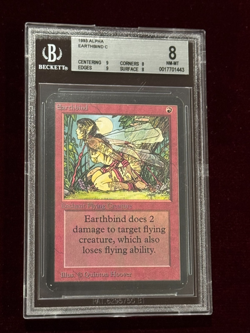 1993 ALPHA
EARTHBIND C
CENTERING 9 CORNERS 8
EDGES 8 SURFACE 9
BECKETT
8
NM-MT
0017701443
Earthbind
Earthbind does 2
damage to target flying
creature, which also
loses flying ability.